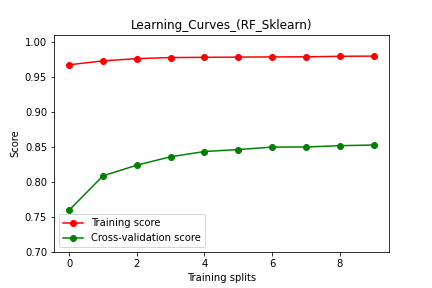 Learning_Curves_(RF_Sklearn)
1.00
0.95
0.90
0.85
0.80
0.75
0.70
Score
Training score
Cross-validation score
0 2 4 6 8
Training splits